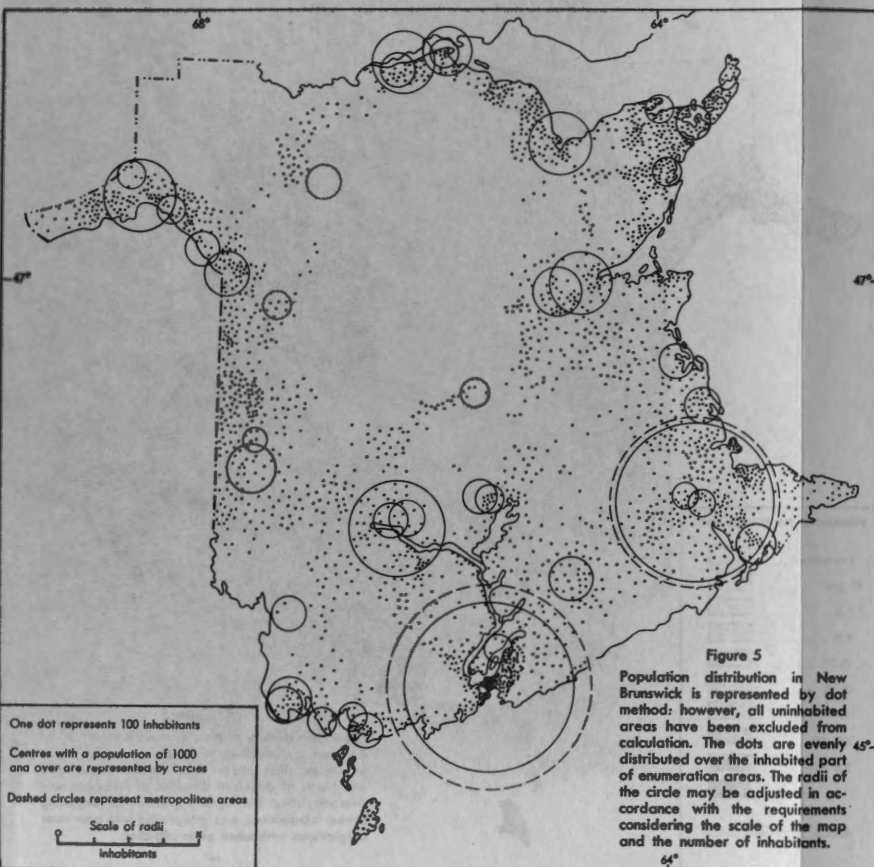 68°
64°
47°
47°
Figure 5
Population distribution in New
Brunswick is represented by dot
method: however, all uninhabited
areas have been excluded from
calculation. The dots are evenly
distributed over the inhabited part
of enumeration areas. The radii of
the circle may be adjusted in ac-
cordance with the requirements
considering the scale of the map
and the number of inhabitants.
45°
64°
One dot represents 100 inhabitants
Centres with a population of 1000
and over are represented by circles
Dashed circles represent metropolitan areas
Scale of radii
inhabitants